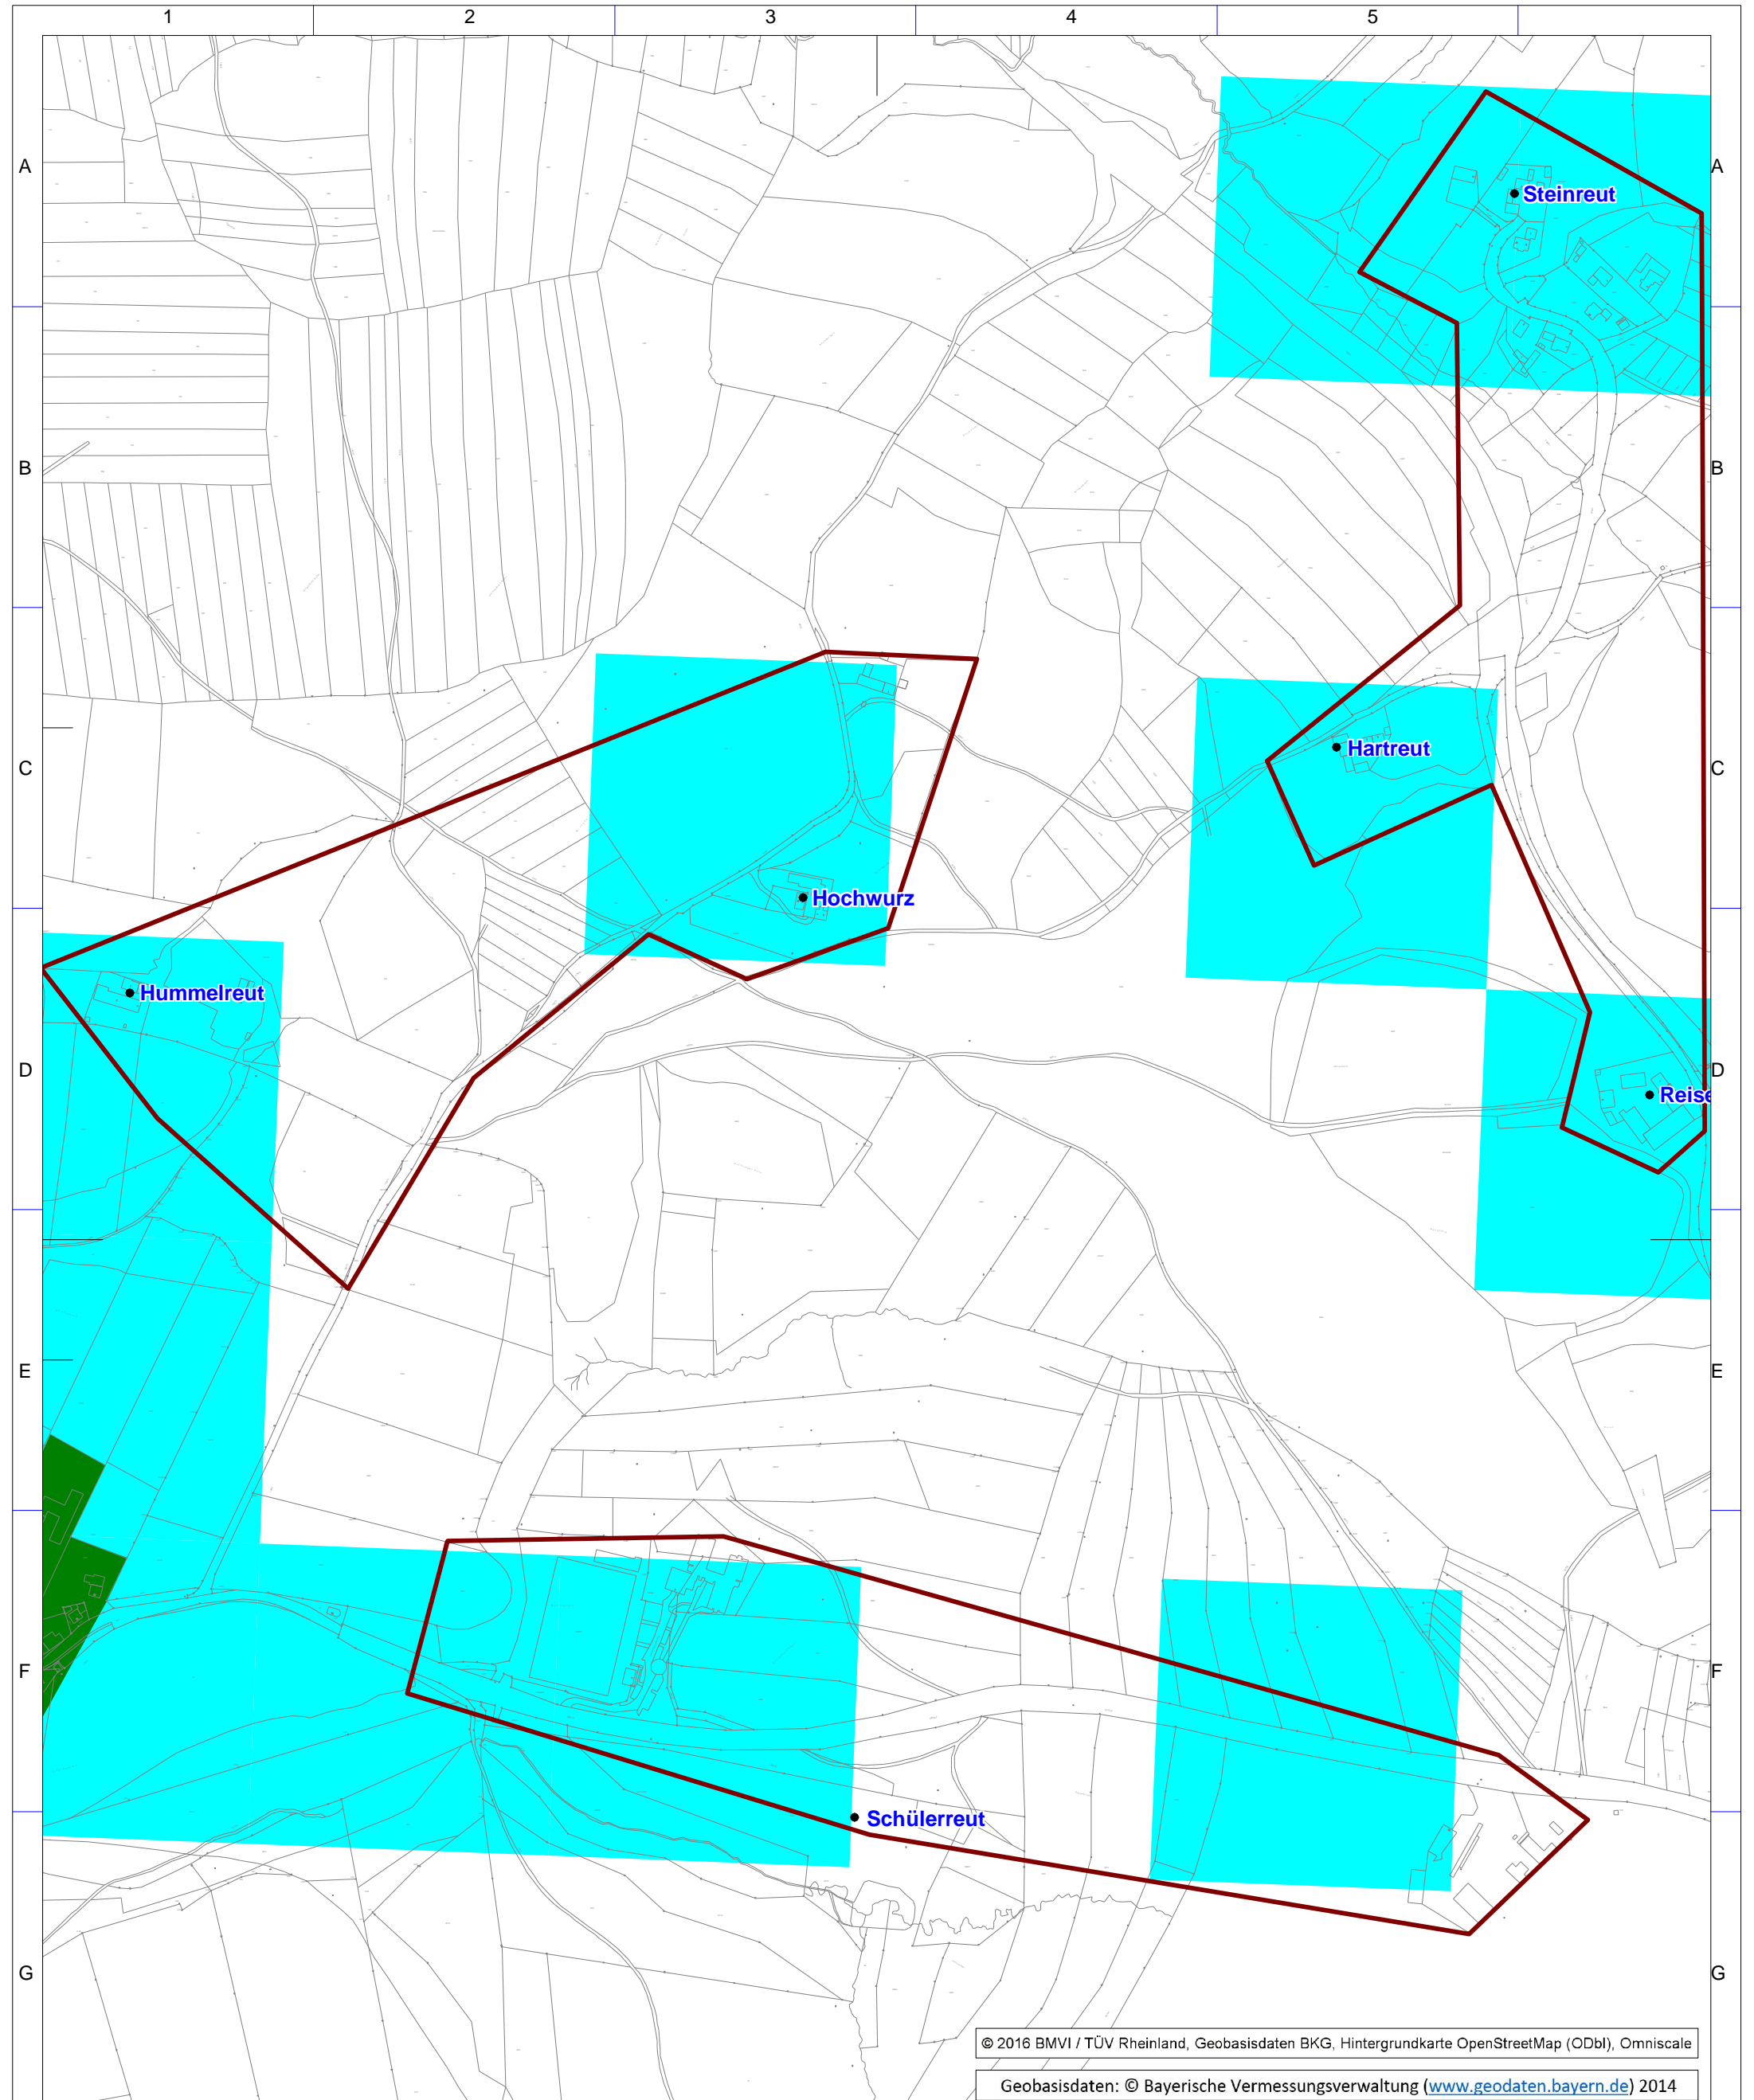 1 2 3 4 5
A A
Steinreut
B B
C C
Hartreut
Hochwurz
Hummelreut
D D
Reise
E E
F F
Schülerreut
G G
© 2016 BMVI / TÜV Rheinland, Geobasisdaten BKG, Hintergrundkarte OpenStreetMap (ODbl), Omniscale
Geobasisdaten: © Bayerische Vermessungsverwaltung (www.geodaten.bayern.de) 2014